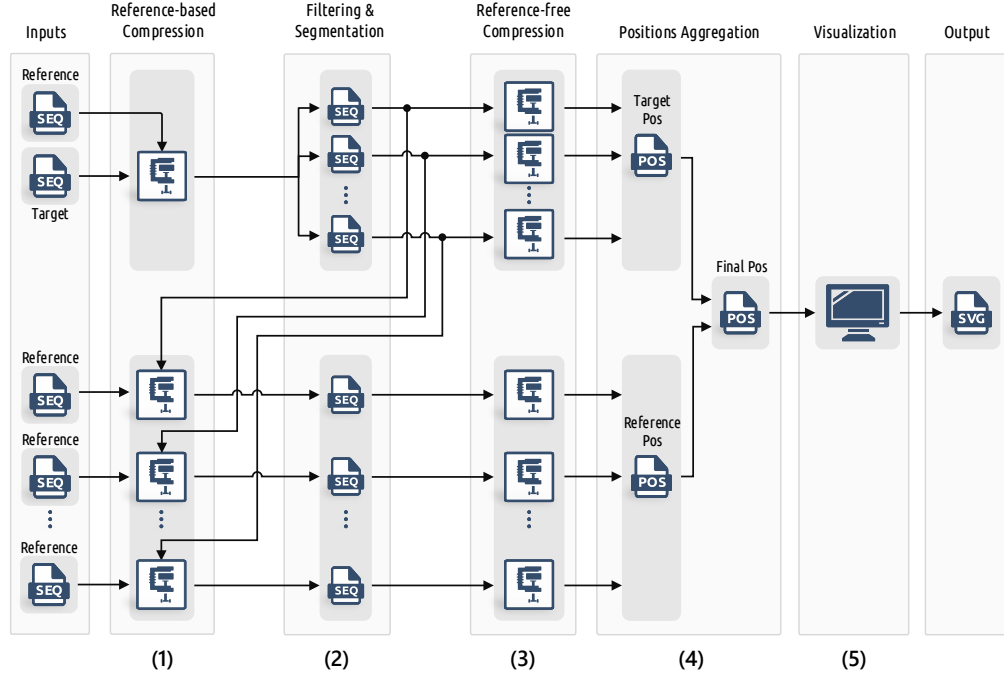 Inputs
Reference-based
Compression
Filtering &
Segmentation
Reference-free
Compression
Positions Aggregation
Visualization
Output
Reference
SEQ
SEQ
Target
SEQ
SEQ
SEQ
Target
Pos
POS
Final Pos
POS
SVG
Reference
SEQ
SEQ
Reference
SEQ
SEQ
Reference
Pos
POS
Reference
SEQ
SEQ
(1)
(2)
(3)
(4)
(5)